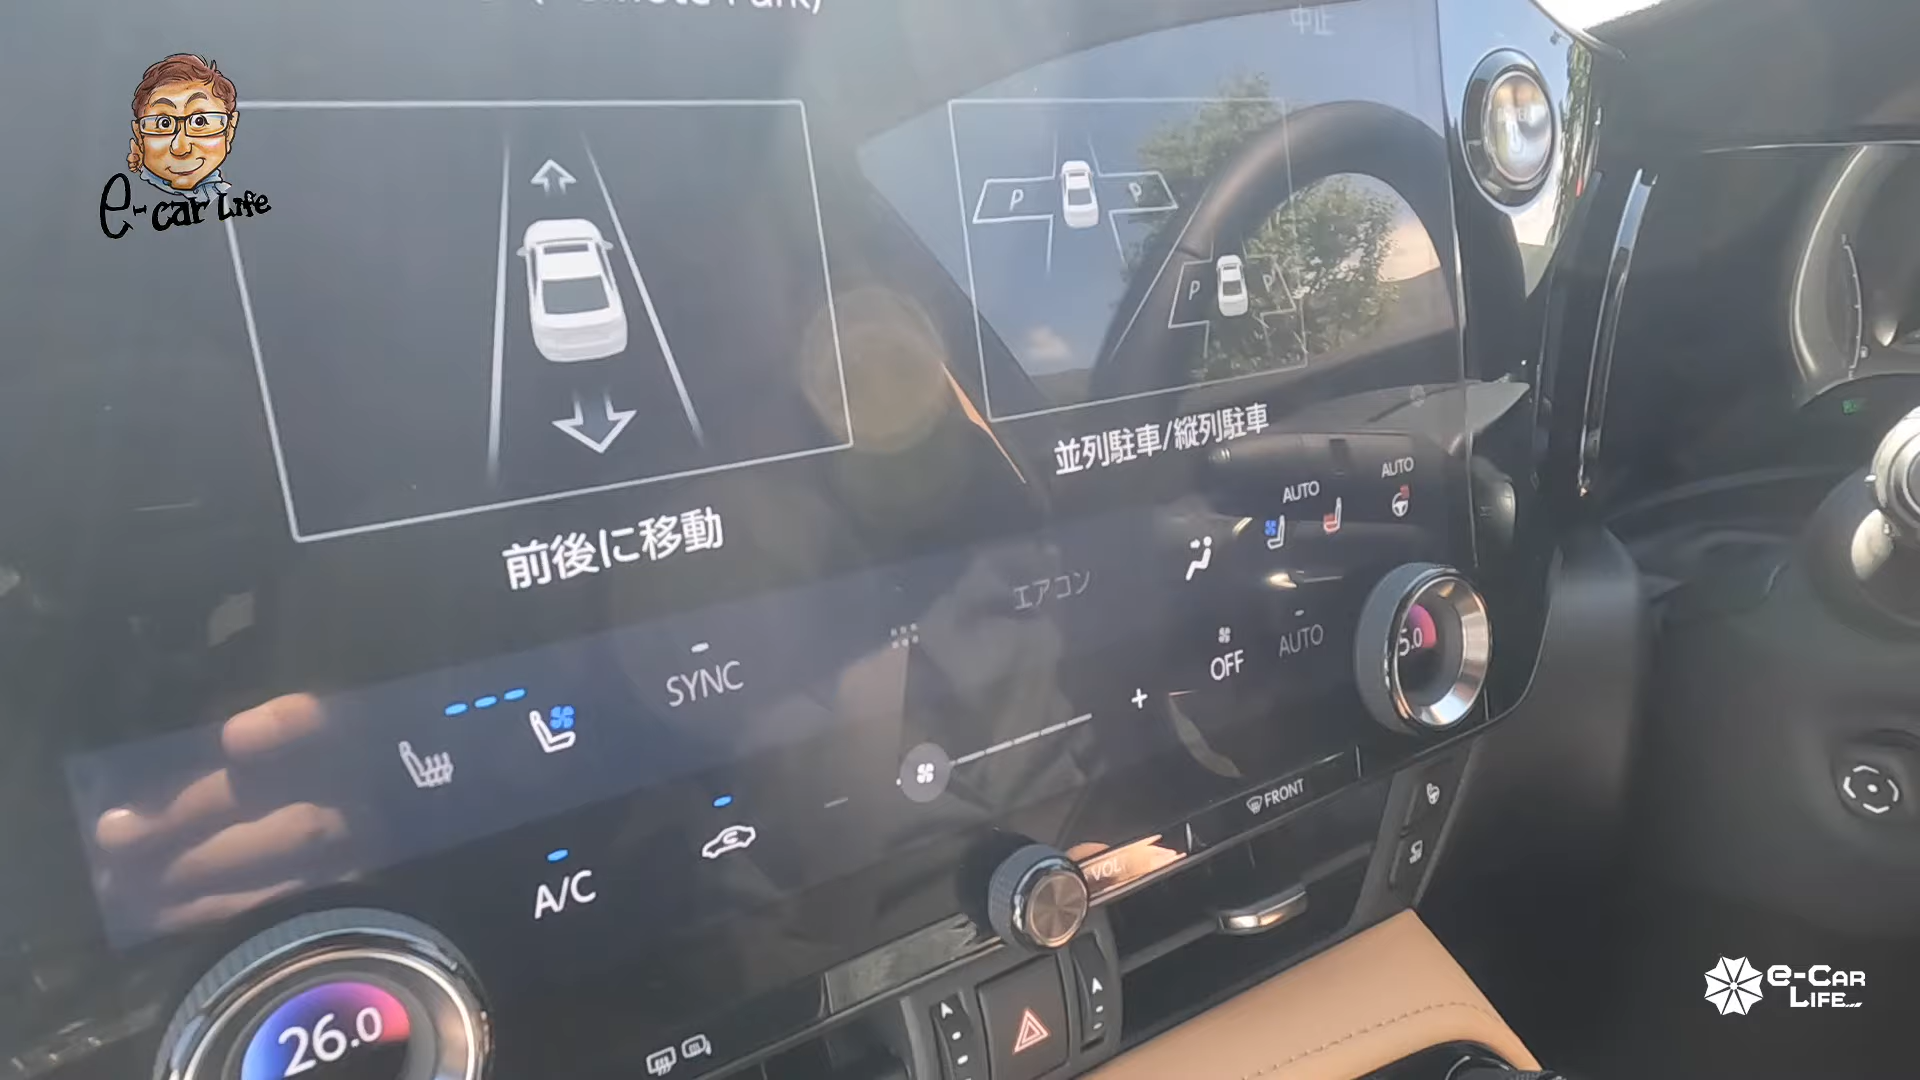 Park)
中止
e-car Life
P
P
P
P
並列駐車/縦列駐車
前後に移動
AUTO
AUTO
エアコン
SYNC
OFF
AUTO
5.0
+
FRONT
VOL
A/C
26.0
e-Car
Life